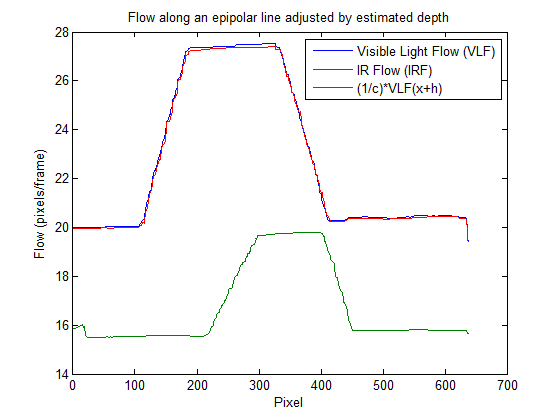 Flow along an epipolar line adjusted by estimated depth
28
26
24
22
20
18
16
14
Flow (pixels/frame)
Visible Light Flow (VLF)
IR Flow (IRF)
(1/c)*VLF(x+h)
0 100 200 300 400 500 600 700
Pixel